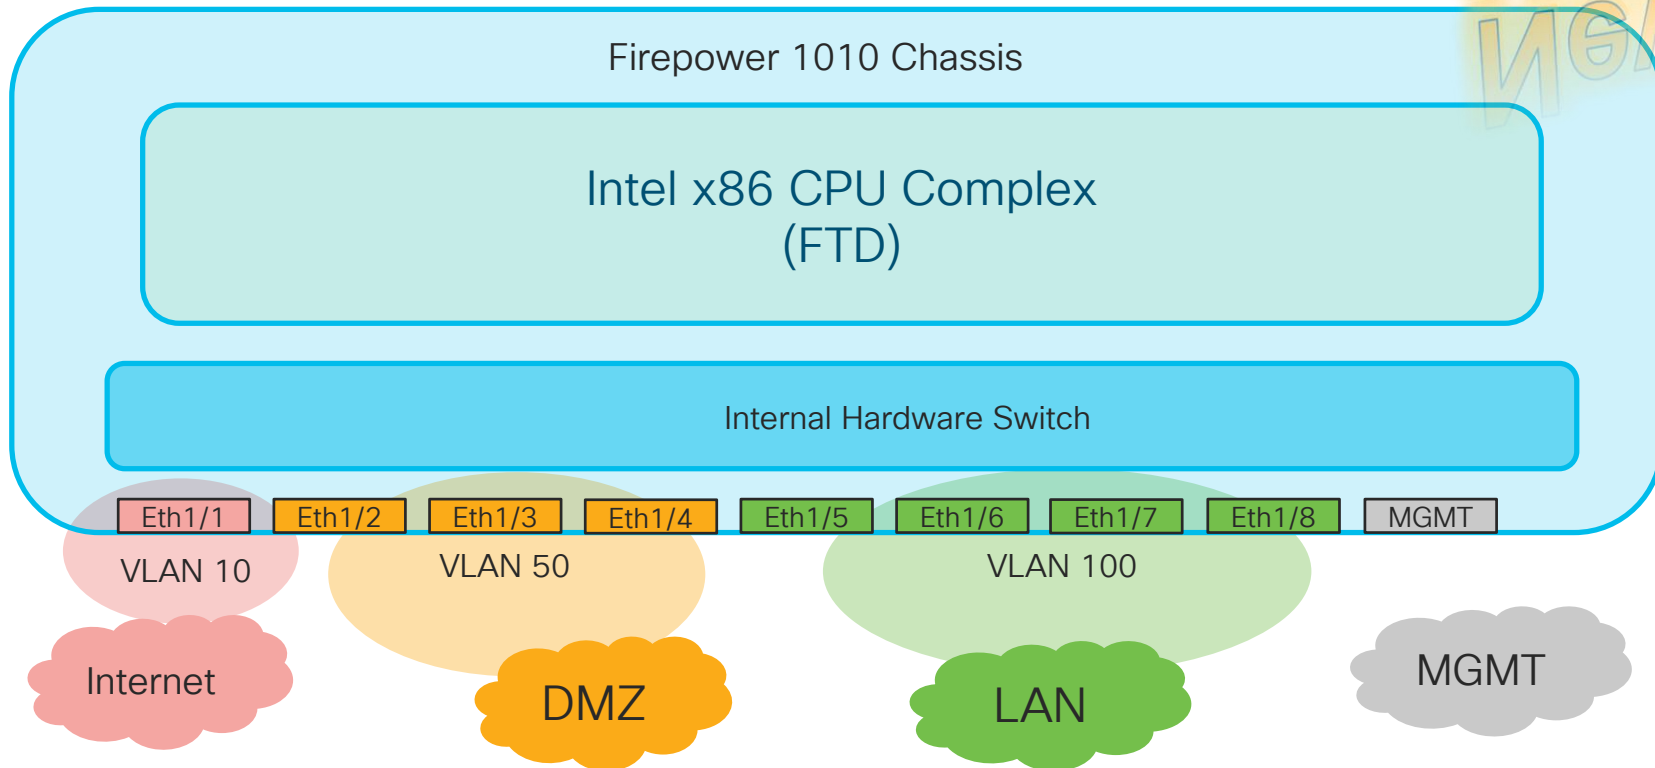 Firepower 1010 Chassis
Intel x86 CPU Complex
(FTD)
Internal Hardware Switch
Eth1/1 Eth1/2 Eth1/3 Eth1/4 Eth1/5 Eth1/6 Eth1/7 Eth1/8 MGMT
VLAN 10 VLAN 50 VLAN 100
Internet DMZ LAN MGMT